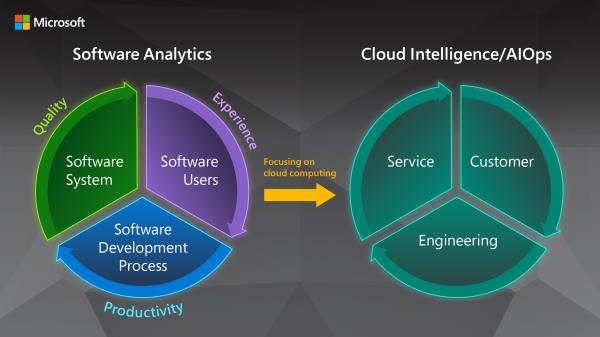 Microsoft
Software Analytics
Cloud Intelligence/AIOps
Quality
Experience
Software
System
Software
Users
Software
Development
Process
Productivity
Focusing on
cloud computing
Service
Customer
Engineering